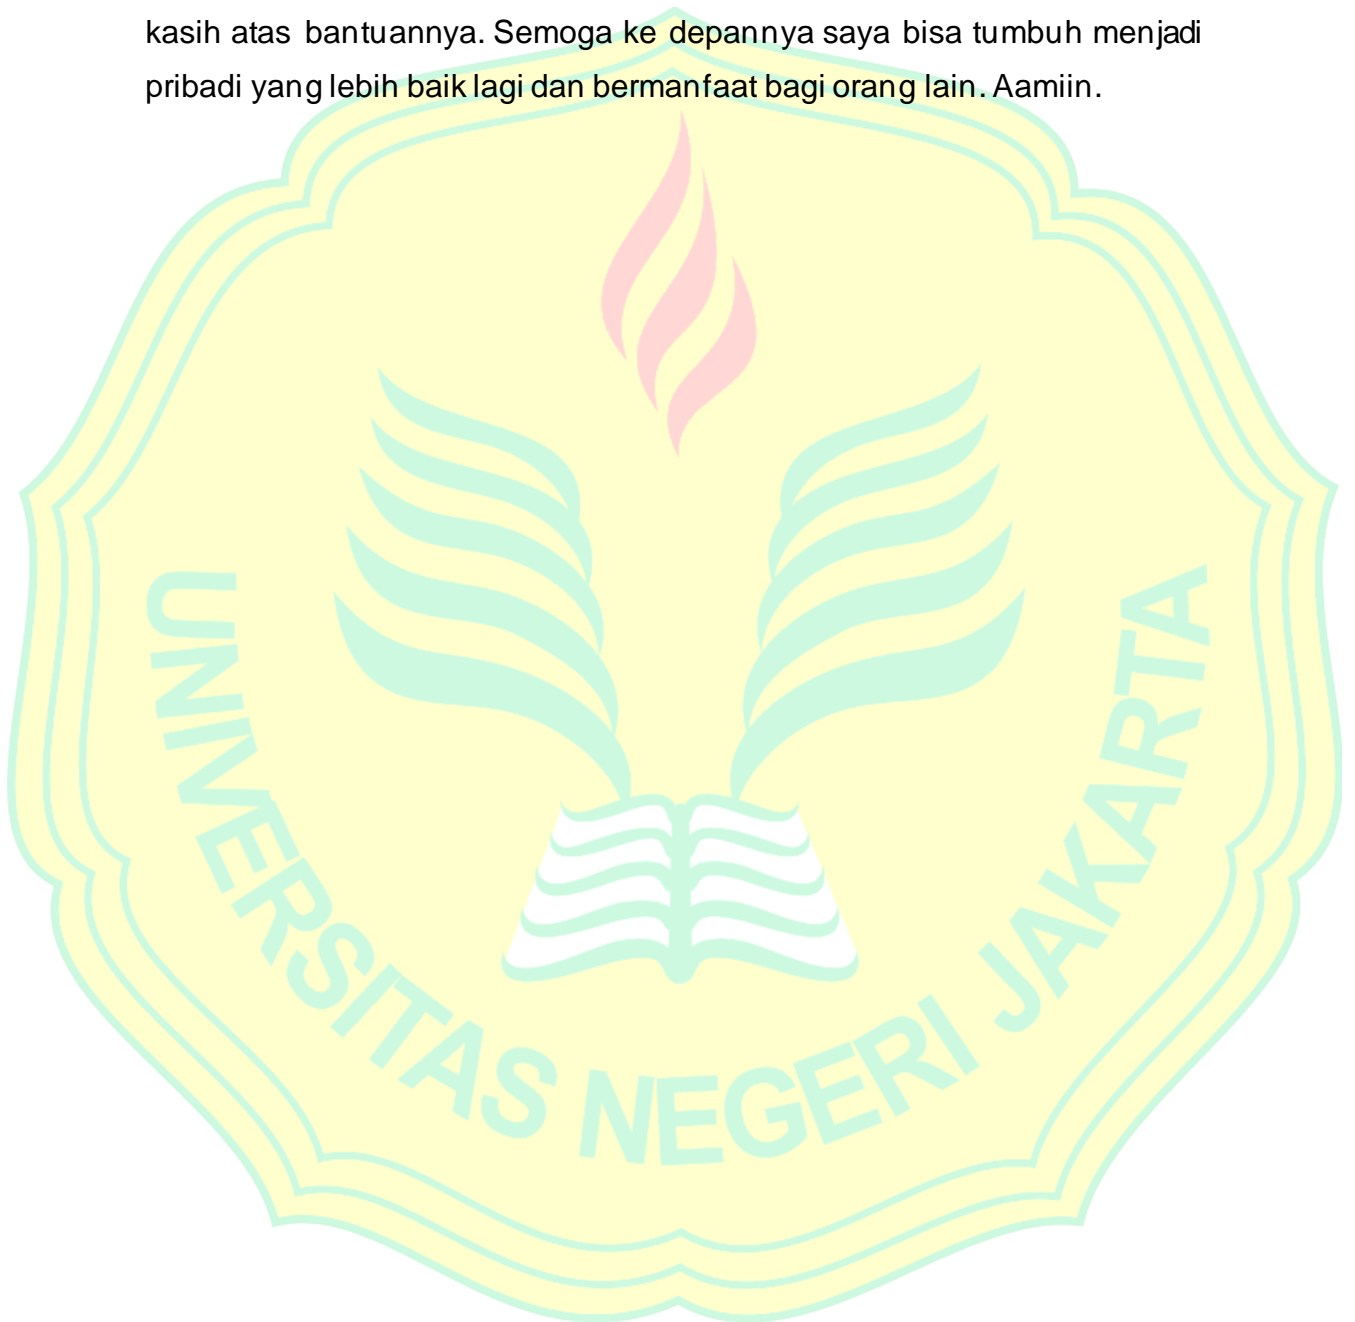 kasih atas bantuannya. Semoga ke depannya saya bisa tumbuh menjadi
pribadi yang lebih baik lagi dan bermanfaat bagi orang lain. Aamiin.
UNIVERSITAS NEGERI JAKARTA